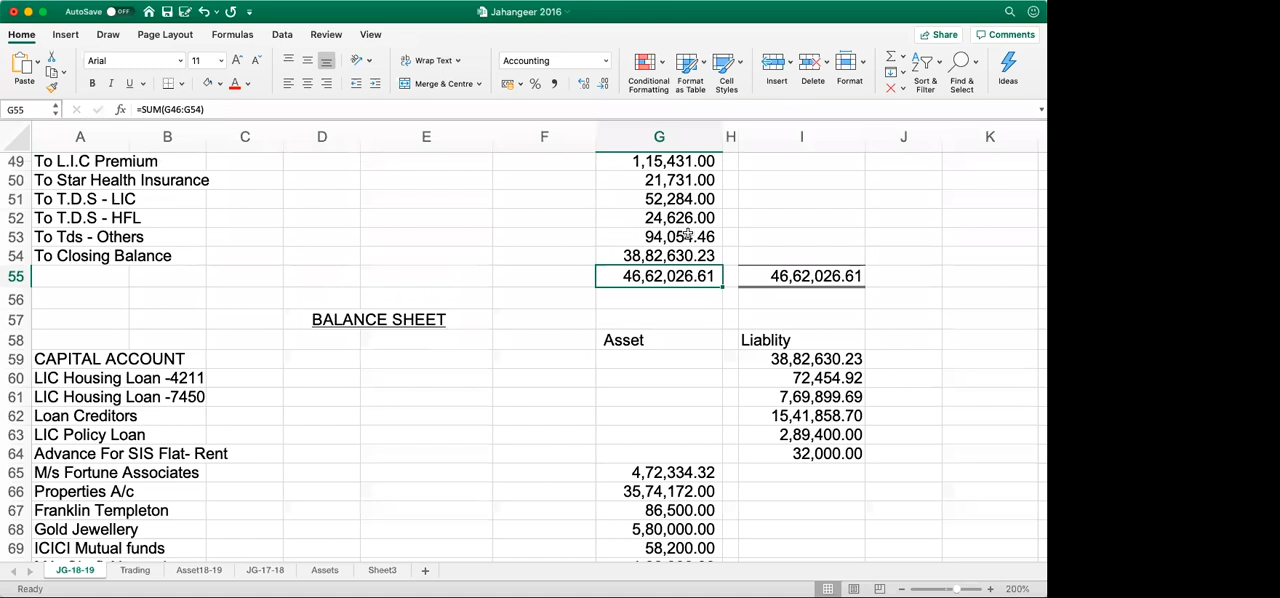 AutoSave OFF Jahangeer 2016
Home Insert Draw Page Layout Formulas Data Review View Share Comments
Paste Arial 11 A^ A˅ Wrap Text Accounting
B I U A Merge & Centre % Conditional Formatting Format as Table Cell Styles Insert Delete Format Sort & Filter Find & Select Ideas
G55 fx =SUM(G46:G54)
A B C D E F G H I J K
49 To L.I.C Premium 1,15,431.00
50 To Star Health Insurance 21,731.00
51 To T.D.S - LIC 52,284.00
52 To T.D.S - HFL 24,626.00
53 To Tds - Others
54 To Closing Balance 38,82,630.23
55 46,62,026.61 46,62,026.61
56
57 BALANCE SHEET
58 Asset Liablity
59 CAPITAL ACCOUNT 38,82,630.23
60 LIC Housing Loan -4211 72,454.92
61 LIC Housing Loan -7450 7,69,899.69
62 Loan Creditors 15,41,858.70
63 LIC Policy Loan 2,89,400.00
64 Advance For SIS Flat- Rent 32,000.00
65 M/s Fortune Associates 4,72,334.32
66 Properties A/c 35,74,172.00
67 Franklin Templeton 86,500.00
68 Gold Jewellery 5,80,000.00
69 ICICI Mutual funds 58,200.00
JG-18-19 Trading Asset18-19 JG-17-18 Assets Sheet3 +
Ready 200%